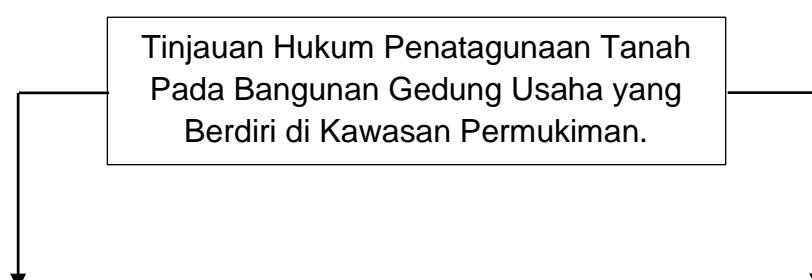 Tinjauan Hukum Penatagunaan Tanah
Pada Bangunan Gedung Usaha yang
Berdiri di Kawasan Permukiman.